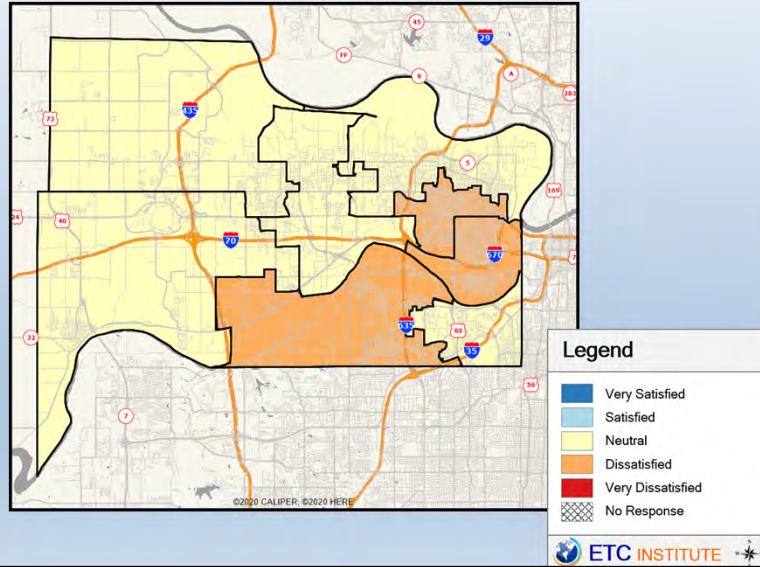 45
29
FF
9
A
283
435
73
5
169
24
40
70
670
7
635
69
32
35
56
7
©2020 CALIPER; ©2020 HERE
Legend
Very Satisfied
Satisfied
Neutral
Dissatisfied
Very Dissatisfied
No Response
ETC INSTITUTE